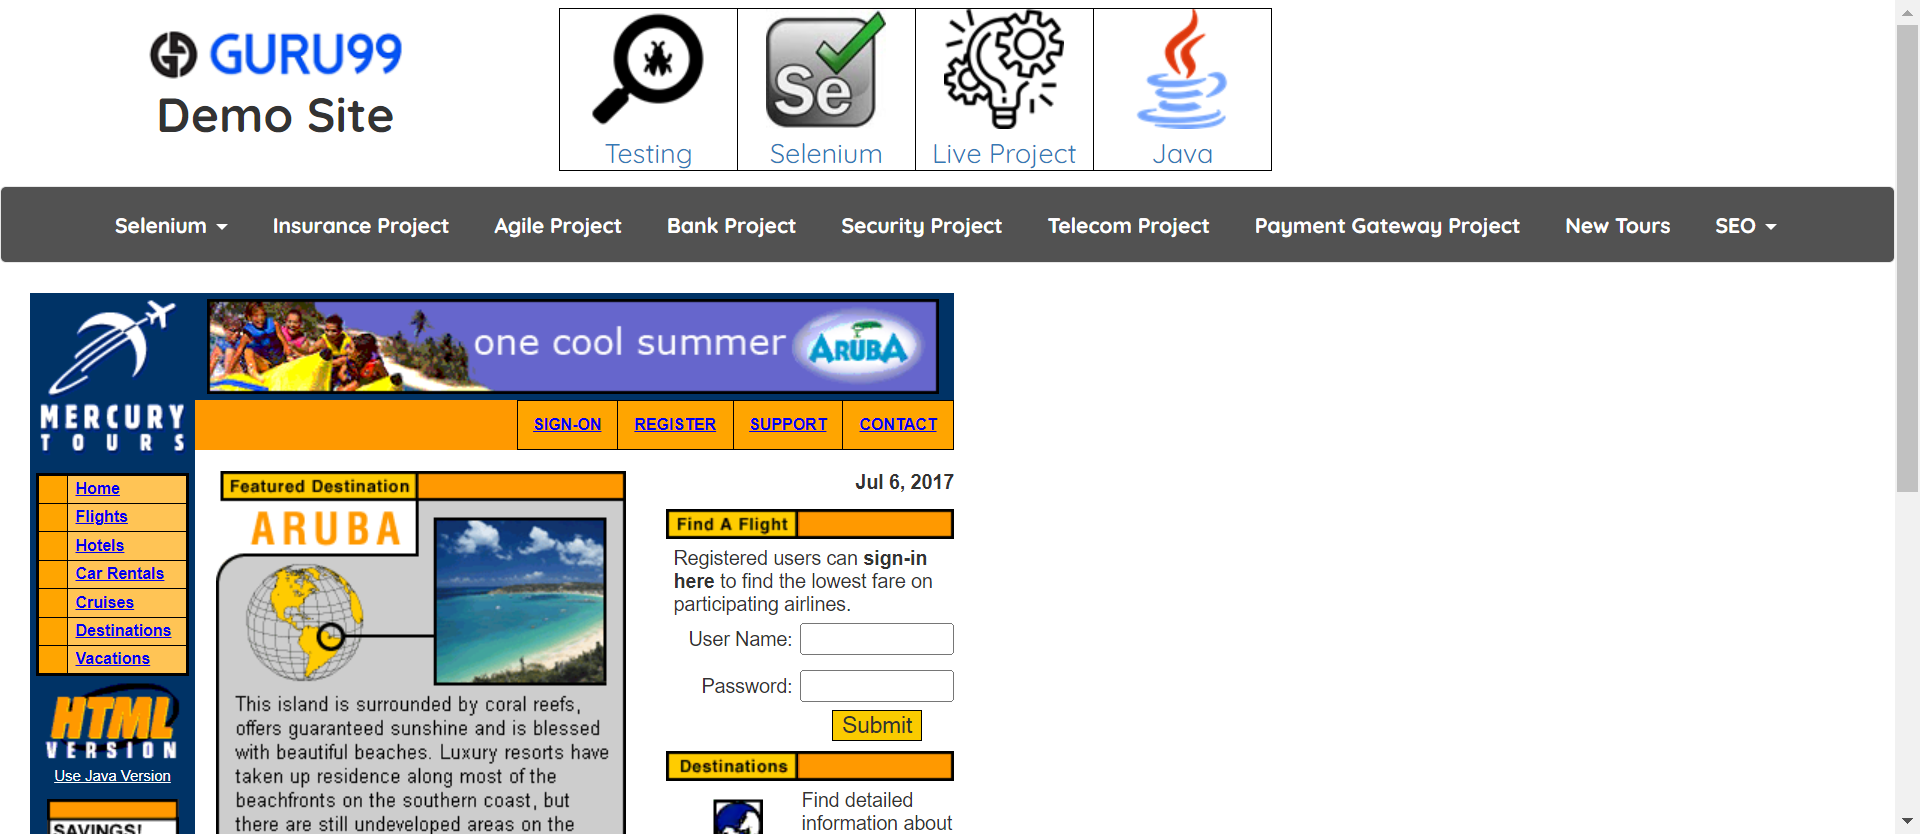 GURU99
Demo Site
Testing
Selenium
Live Project
Java
Selenium
Insurance Project
Agile Project
Bank Project
Security Project
Telecom Project
Payment Gateway Project
New Tours
SEO
MERCURY
TOURS
one cool summer
ARUBA
SIGN-ON
REGISTER
SUPPORT
CONTACT
Home
Flights
Hotels
Car Rentals
Cruises
Destinations
Vacations
HTML
VERSION
Use Java Version
SAVINGS!
Featured Destination
ARUBA
This island is surrounded by coral reefs,
offers guaranteed sunshine and is blessed
with beautiful beaches. Luxury resorts have
taken up residence along most of the
beachfronts on the southern coast, but
there are still undeveloped areas on the
Jul 6, 2017
Find A Flight
Registered users can sign-in
here to find the lowest fare on
participating airlines.
User Name:
Password:
Submit
Destinations
Find detailed
information about